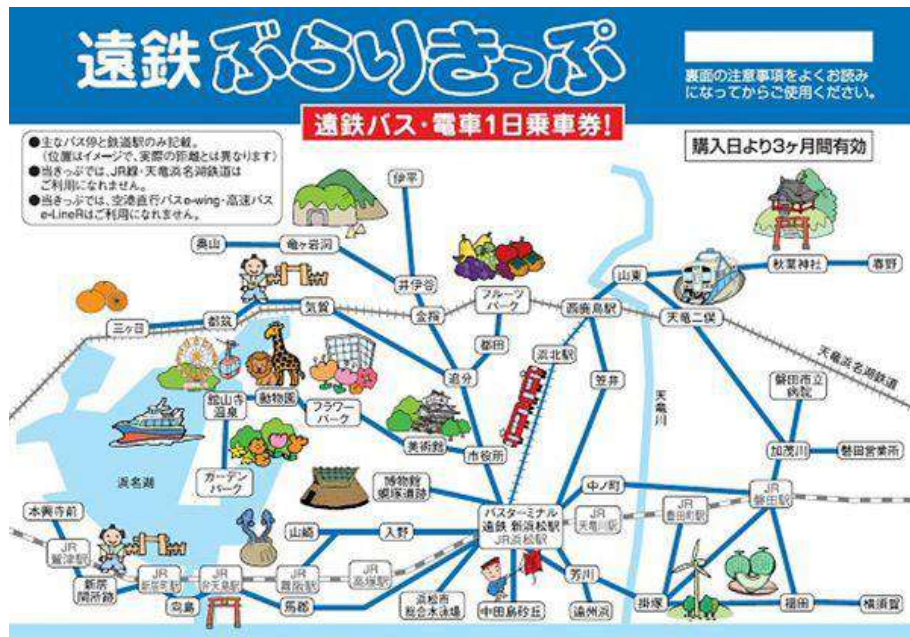 遠鉄ぶらりきっぷ
裏面の注意事項をよくお読み
になってからご使用ください。
遠鉄バス・電車1日乗車券!
●主なバス停と鉄道駅のみ記載。
(位置はイメージで、実際の距離とは異なります)
●当きっぷでは、JR線・天竜浜名湖鉄道は
ご利用になれません。
●当きっぷでは、空港直行バスe-wing・高速バス
e-LineRはご利用になれません。
購入日より3ヶ月間有効
伊平
奥山
竜ヶ岩洞
井伊谷
フルーツ
パーク
山東
秋葉神社
春野
三ヶ日
都筑
気賀
金指
西鹿島駅
天竜二俣
都田
浜北駅
天竜浜名湖鉄道
追分
笠井
天竜川
磐田市立
病院
舘山寺
温泉
動物園
フラワー
パーク
美術館
市役所
加茂川
磐田営業所
浜名湖
ガーデン
パーク
博物館
蜆塚遺跡
中ノ町
JR
磐田駅
本興寺前
山崎
入野
バスターミナル
遠鉄 新浜松駅
JR浜松駅
JR
天竜川駅
JR
豊田町駅
JR
鷲津駅
新居
関所跡
JR
新居町駅
JR
弁天島駅
JR
舞阪駅
JR
高塚駅
芳川
向島
馬郡
浜松市
総合水泳場
中田島砂丘
遠州浜
掛塚
福田
横須賀